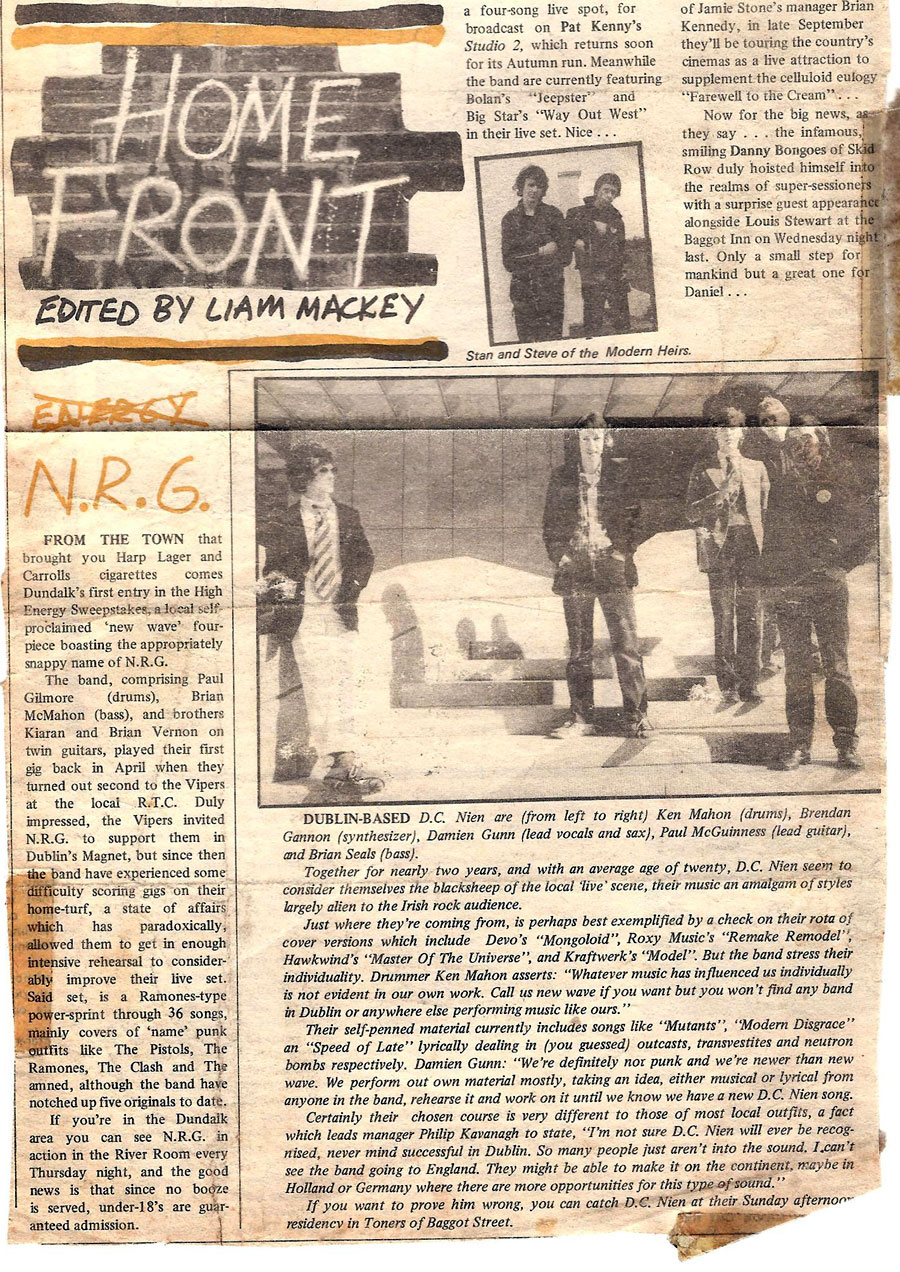 HOME
FRONT
EDITED BY LIAM MACKEY
a four-song live spot, for
broadcast on Pat Kenny's
Studio 2, which returns soon
for its Autumn run. Meanwhile
the band are currently featuring
Bolan's "Jeepster" and
Big Star's "Way Out West"
in their live set. Nice . . .
Stan and Steve of the Modern Heirs.
of Jamie Stone's manager Brian
Kennedy, in late September
they'll be touring the country's
cinemas as a live attraction to
supplement the celluloid eulogy
"Farewell to the Cream" . . .
Now for the big news, as
they say . . . the infamous,
smiling Danny Bongoes of Skid
Row duly hoisted himself into
the realms of super-sessioners
with a surprise guest appearance
alongside Louis Stewart at the
Baggot Inn on Wednesday night
last. Only a small step for
mankind but a great one for
Daniel . . .
ENERGY
N.R.G.
FROM THE TOWN that
brought you Harp Lager and
Carrolls cigarettes comes
Dundalk's first entry in the High
Energy Sweepstakes, a local self-
proclaimed 'new wave' four-
piece boasting the appropriately
snappy name of N.R.G.
The band, comprising Paul
Gilmore (drums), Brian
McMahon (bass), and brothers
Kiaran and Brian Vernon on
twin guitars, played their first
gig back in April when they
turned out second to the Vipers
at the local R.T.C. Duly
impressed, the Vipers invited
N.R.G. to support them in
Dublin's Magnet, but since then
the band have experienced some
difficulty scoring gigs on their
home-turf, a state of affairs
which has paradoxically,
allowed them to get in enough
intensive rehearsal to consider-
ably improve their live set.
Said set, is a Ramones-type
power-sprint through 36 songs,
mainly covers of 'name' punk
outfits like The Pistols, The
Ramones, The Clash and The
amned, although the band have
notched up five originals to date.
If you're in the Dundalk
area you can see N.R.G. in
action in the River Room every
Thursday night, and the good
news is that since no booze
is served, under-18's are guar-
anteed admission.
DUBLIN-BASED D.C. Nien are (from left to right) Ken Mahon (drums), Brendan
Gannon (synthesizer), Damien Gunn (lead vocals and sax), Paul McGuinness (lead guitar),
and Brian Seals (bass).
Together for nearly two years, and with an average age of twenty, D.C. Nien seem to
consider themselves the blacksheep of the local 'live' scene, their music an amalgam of styles
largely alien to the Irish rock audience.
Just where they're coming from, is perhaps best exemplified by a check on their rota of
cover versions which include Devo's "Mongoloid", Roxy Music's "Remake Remodel",
Hawkwind's "Master Of The Universe", and Kraftwerk's "Model". But the band stress their
individuality. Drummer Ken Mahon asserts: "Whatever music has influenced us individually
is not evident in our own work. Call us new wave if you want but you won't find any band
in Dublin or anywhere else performing music like ours."
Their self-penned material currently includes songs like "Mutants", "Modern Disgrace"
an "Speed of Late" lyrically dealing in (you guessed) outcasts, transvestites and neutron
bombs respectively. Damien Gunn: "We're definitely not punk and we're newer than new
wave. We perform out own material mostly, taking an idea, either musical or lyrical from
anyone in the band, rehearse it and work on it until we know we have a new D.C. Nien song.
Certainly their chosen course is very different to those of most local outfits, a fact
which leads manager Philip Kavanagh to state, "I'm not sure D.C. Nien will ever be recog-
nised, never mind successful in Dublin. So many people just aren't into the sound. I can't
see the band going to England. They might be able to make it on the continent, maybe in
Holland or Germany where there are more opportunities for this type of sound."
If you want to prove him wrong, you can catch D.C. Nien at their Sunday afternoon
residency in Toners of Baggot Street.